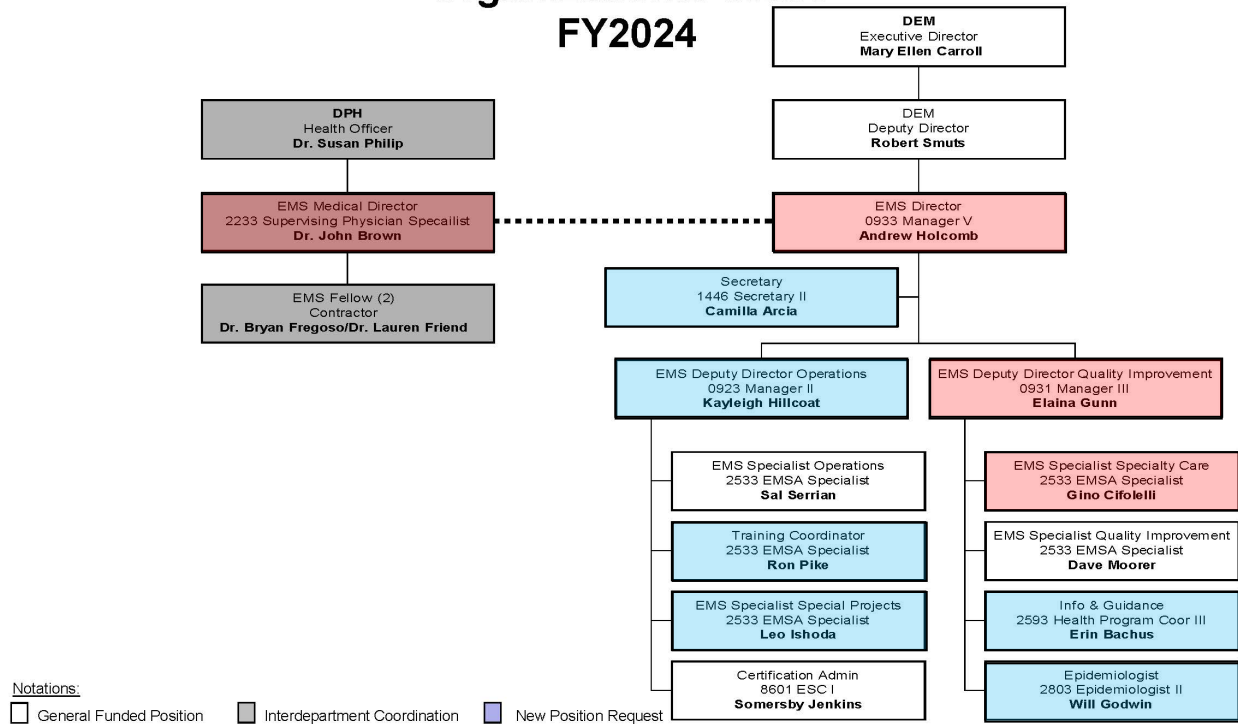 FY2024
DEM
Executive Director
Mary Ellen Carroll
DPH
Health Officer
Dr. Susan Philip
DEM
Deputy Director
Robert Smuts
EMS Medical Director
2233 Supervising Physician Specailist
Dr. John Brown
EMS Director
0933 Manager V
Andrew Holcomb
Secretary
1446 Secretary II
Camilla Arcia
EMS Fellow (2)
Contractor
Dr. Bryan Fregoso/Dr. Lauren Friend
EMS Deputy Director Operations
0923 Manager II
Kayleigh Hillcoat
EMS Deputy Director Quality Improvement
0931 Manager III
Elaina Gunn
EMS Specialist Operations
2533 EMSA Specialist
Sal Serrian
EMS Specialist Specialty Care
2533 EMSA Specialist
Gino Cifolelli
Training Coordinator
2533 EMSA Specialist
Ron Pike
EMS Specialist Quality Improvement
2533 EMSA Specialist
Dave Moorer
EMS Specialist Special Projects
2533 EMSA Specialist
Leo Ishoda
Info & Guidance
2593 Health Program Coor III
Erin Bachus
Certification Admin
8601 ESC I
Somersby Jenkins
Epidemiologist
2803 Epidemiologist II
Will Godwin
Notations:
General Funded Position
Interdepartment Coordination
New Position Request